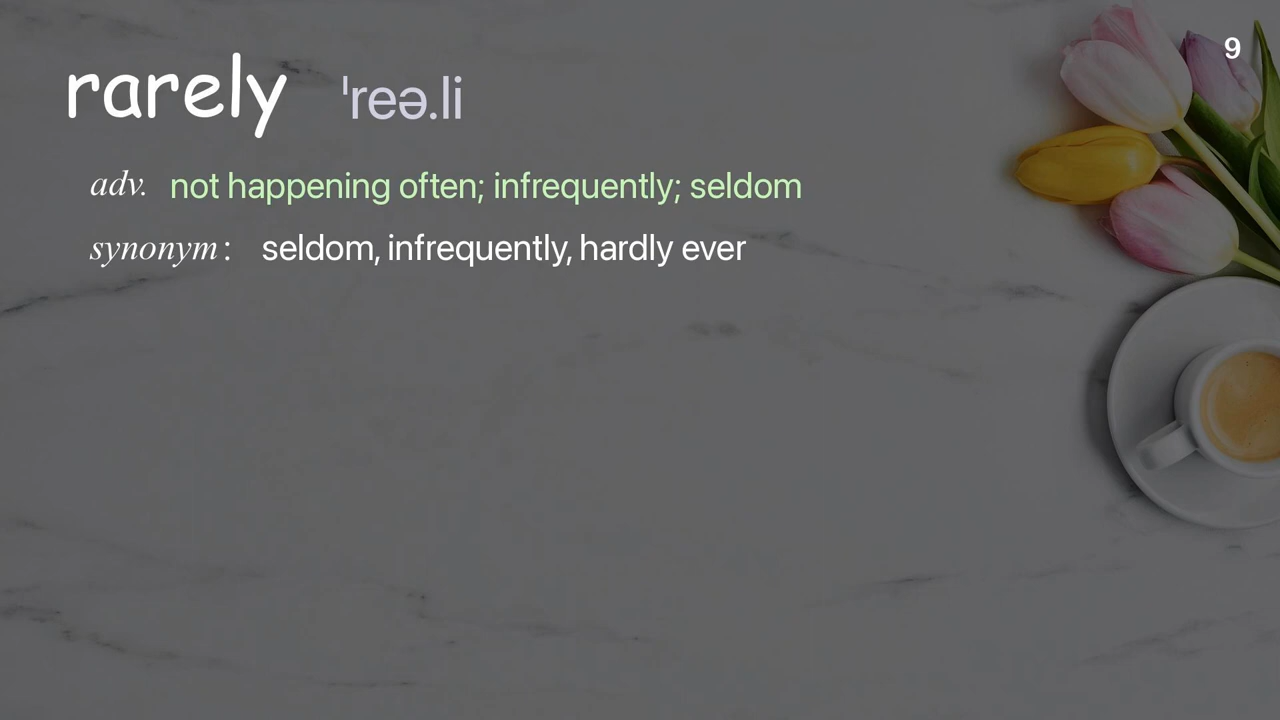 9
rarely ˈreə.li
adv. not happening often; infrequently; seldom
synonym : seldom, infrequently, hardly ever